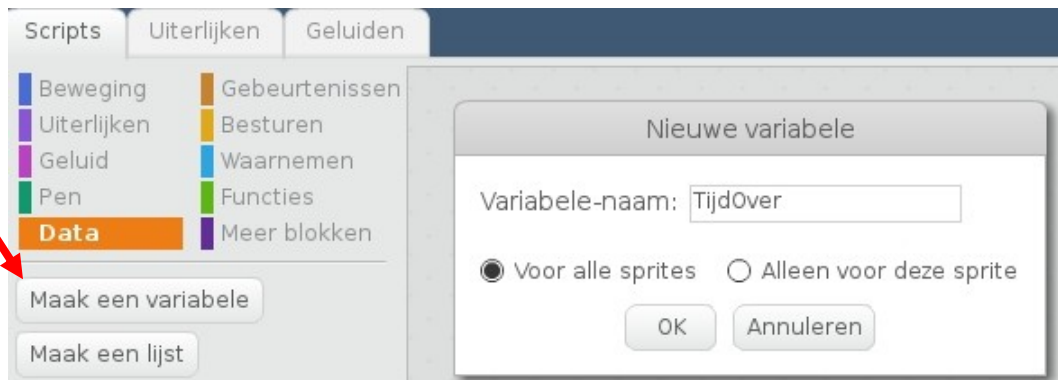 Scripts Uiterlijken Geluiden
Beweging Gebeurtenissen
Uiterlijken Besturen
Geluid Waarnemen
Pen Functies
Data Meer blokken
Maak een variabele
Maak een lijst
Nieuwe variabele
Variabele-naam: TijdOver
Voor alle sprites Alleen voor deze sprite
OK Annuleren